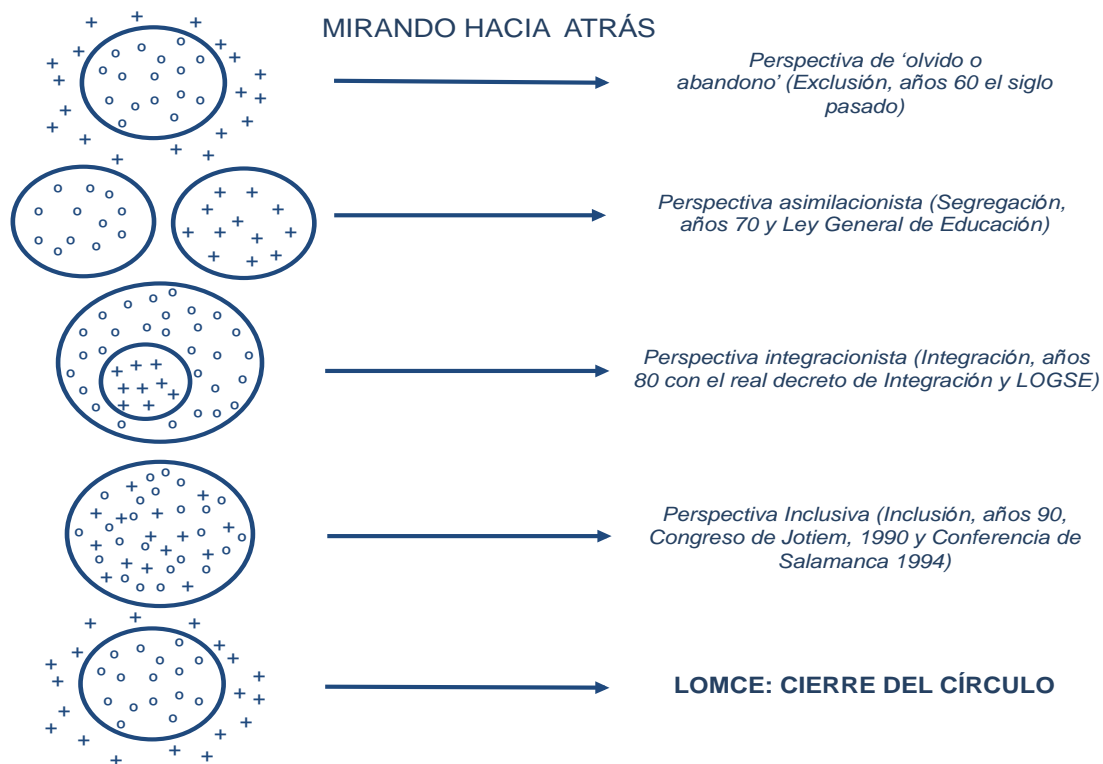 MIRANDO HACIA ATRÁS
Perspectiva de ‘olvido o
abandono’ (Exclusión, años 60 el siglo
pasado)
Perspectiva asimilacionista (Segregación,
años 70 y Ley General de Educación)
Perspectiva integracionista (Integración, años
80 con el real decreto de Integración y LOGSE)
Perspectiva Inclusiva (Inclusión, años 90,
Congreso de Jotiem, 1990 y Conferencia de
Salamanca 1994)
LOMCE: CIERRE DEL CÍRCULO